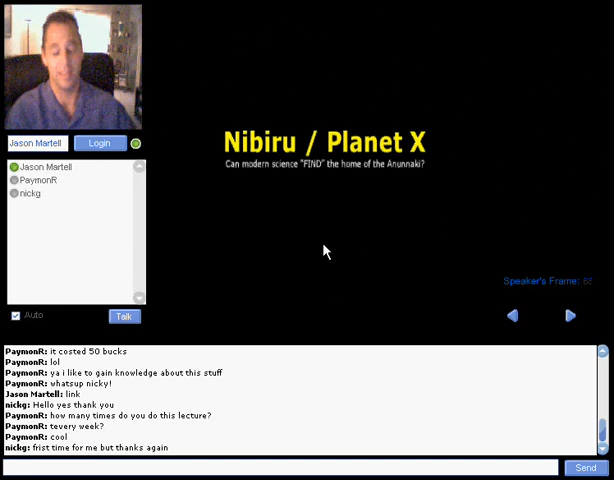 Nibiru / Planet X
Can modern science "FIND" the home of the Anunnaki?
Jason Martell
Login
Jason Martell
PaymonR
nickg
Speaker's Frame: 68
Auto
Talk
PaymonR: it costed 50 bucks
PaymonR: lol
PaymonR: ya i like to gain knowledge about this stuff
PaymonR: whatsup nicky!
Jason Martell: link
nickg: Hello yes thank you
PaymonR: how many times do you do this lecture?
PaymonR: tevery week?
PaymonR: cool
nickg: frist time for me but thanks again
Send